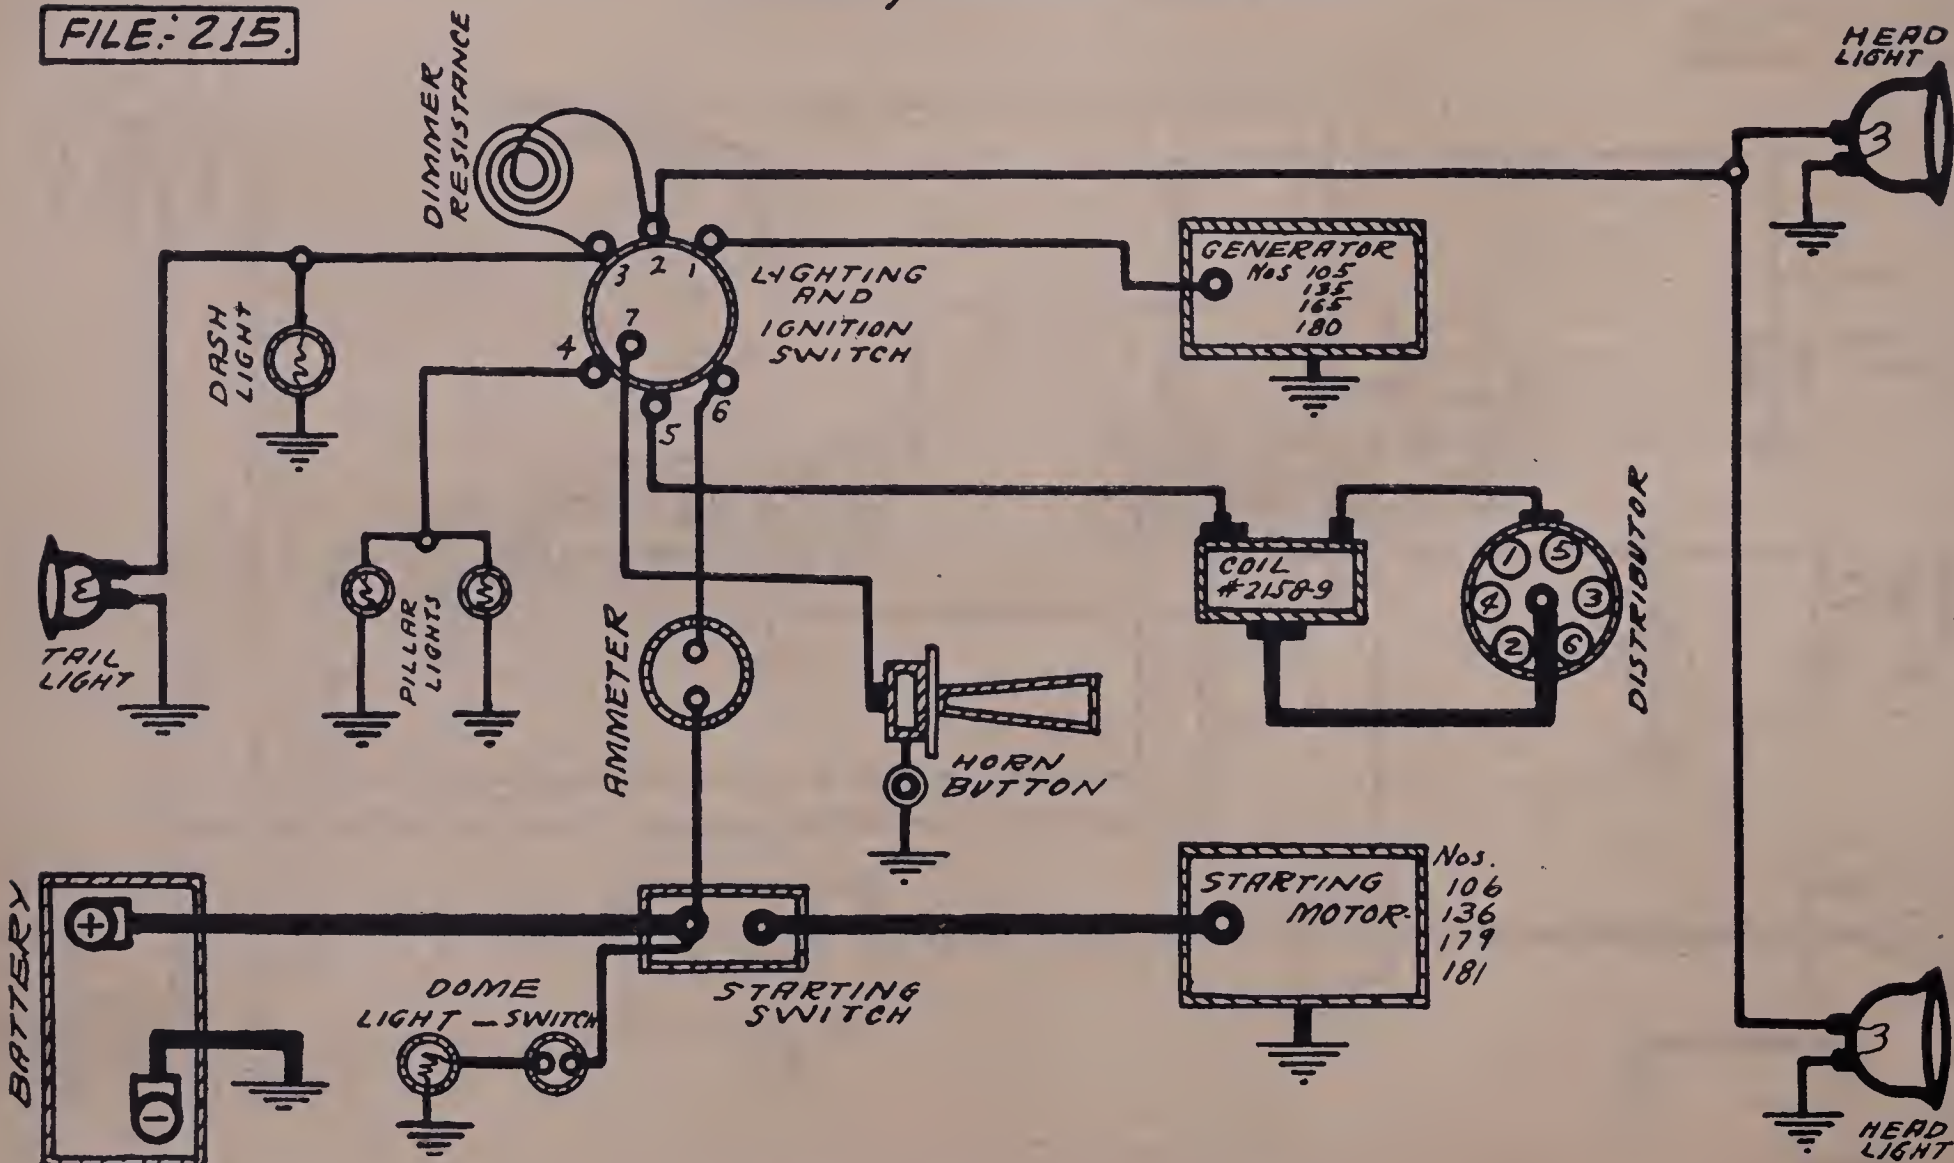 FILE:-215.
DIMMER
RESISTANCE
HEAD
LIGHT
GENERATOR
Nos 105
135
165
180
3
2
1
7
4
5
6
LIGHTING
AND
IGNITION
SWITCH
DASH
LIGHT
TAIL
LIGHT
PILLAR
LIGHTS
AMMETER
COIL
#2158-9
1
5
4
3
2
6
DISTRIBUTOR
HORN
BUTTON
BATTERY
+
-
DOME
LIGHT - SWITCH
STARTING
SWITCH
STARTING
MOTOR-
Nos.
106
136
179
181
HEAD
LIGHT